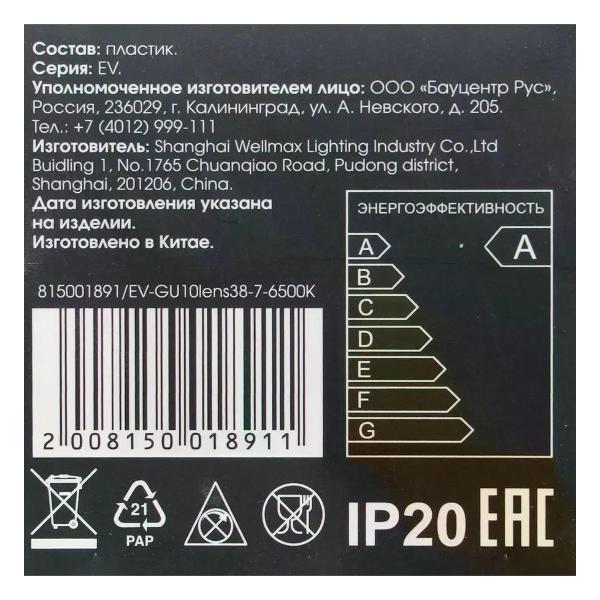 Состав: пластик.
Серия: EV.
Уполномоченное изготовителем лицо: ООО «Бауцентр Рус»,
Россия, 236029, г. Калининград, ул. А. Невского, д. 205.
Тел.: +7 (4012) 999-111
Изготовитель: Shanghai Wellmax Lighting Industry Co.,Ltd
Buidling 1, No.1765 Chuanqiao Road, Pudong district,
Shanghai, 201206, China.
Дата изготовления указана
на изделии.
Изготовлено в Китае.
ЭНЕРГОЭФФЕКТИВНОСТЬ
A A
B
C
D
E
F
G
815001891/EV-GU10lens38-7-6500K
2 008150 018911
21
PAP
IP20 EAC